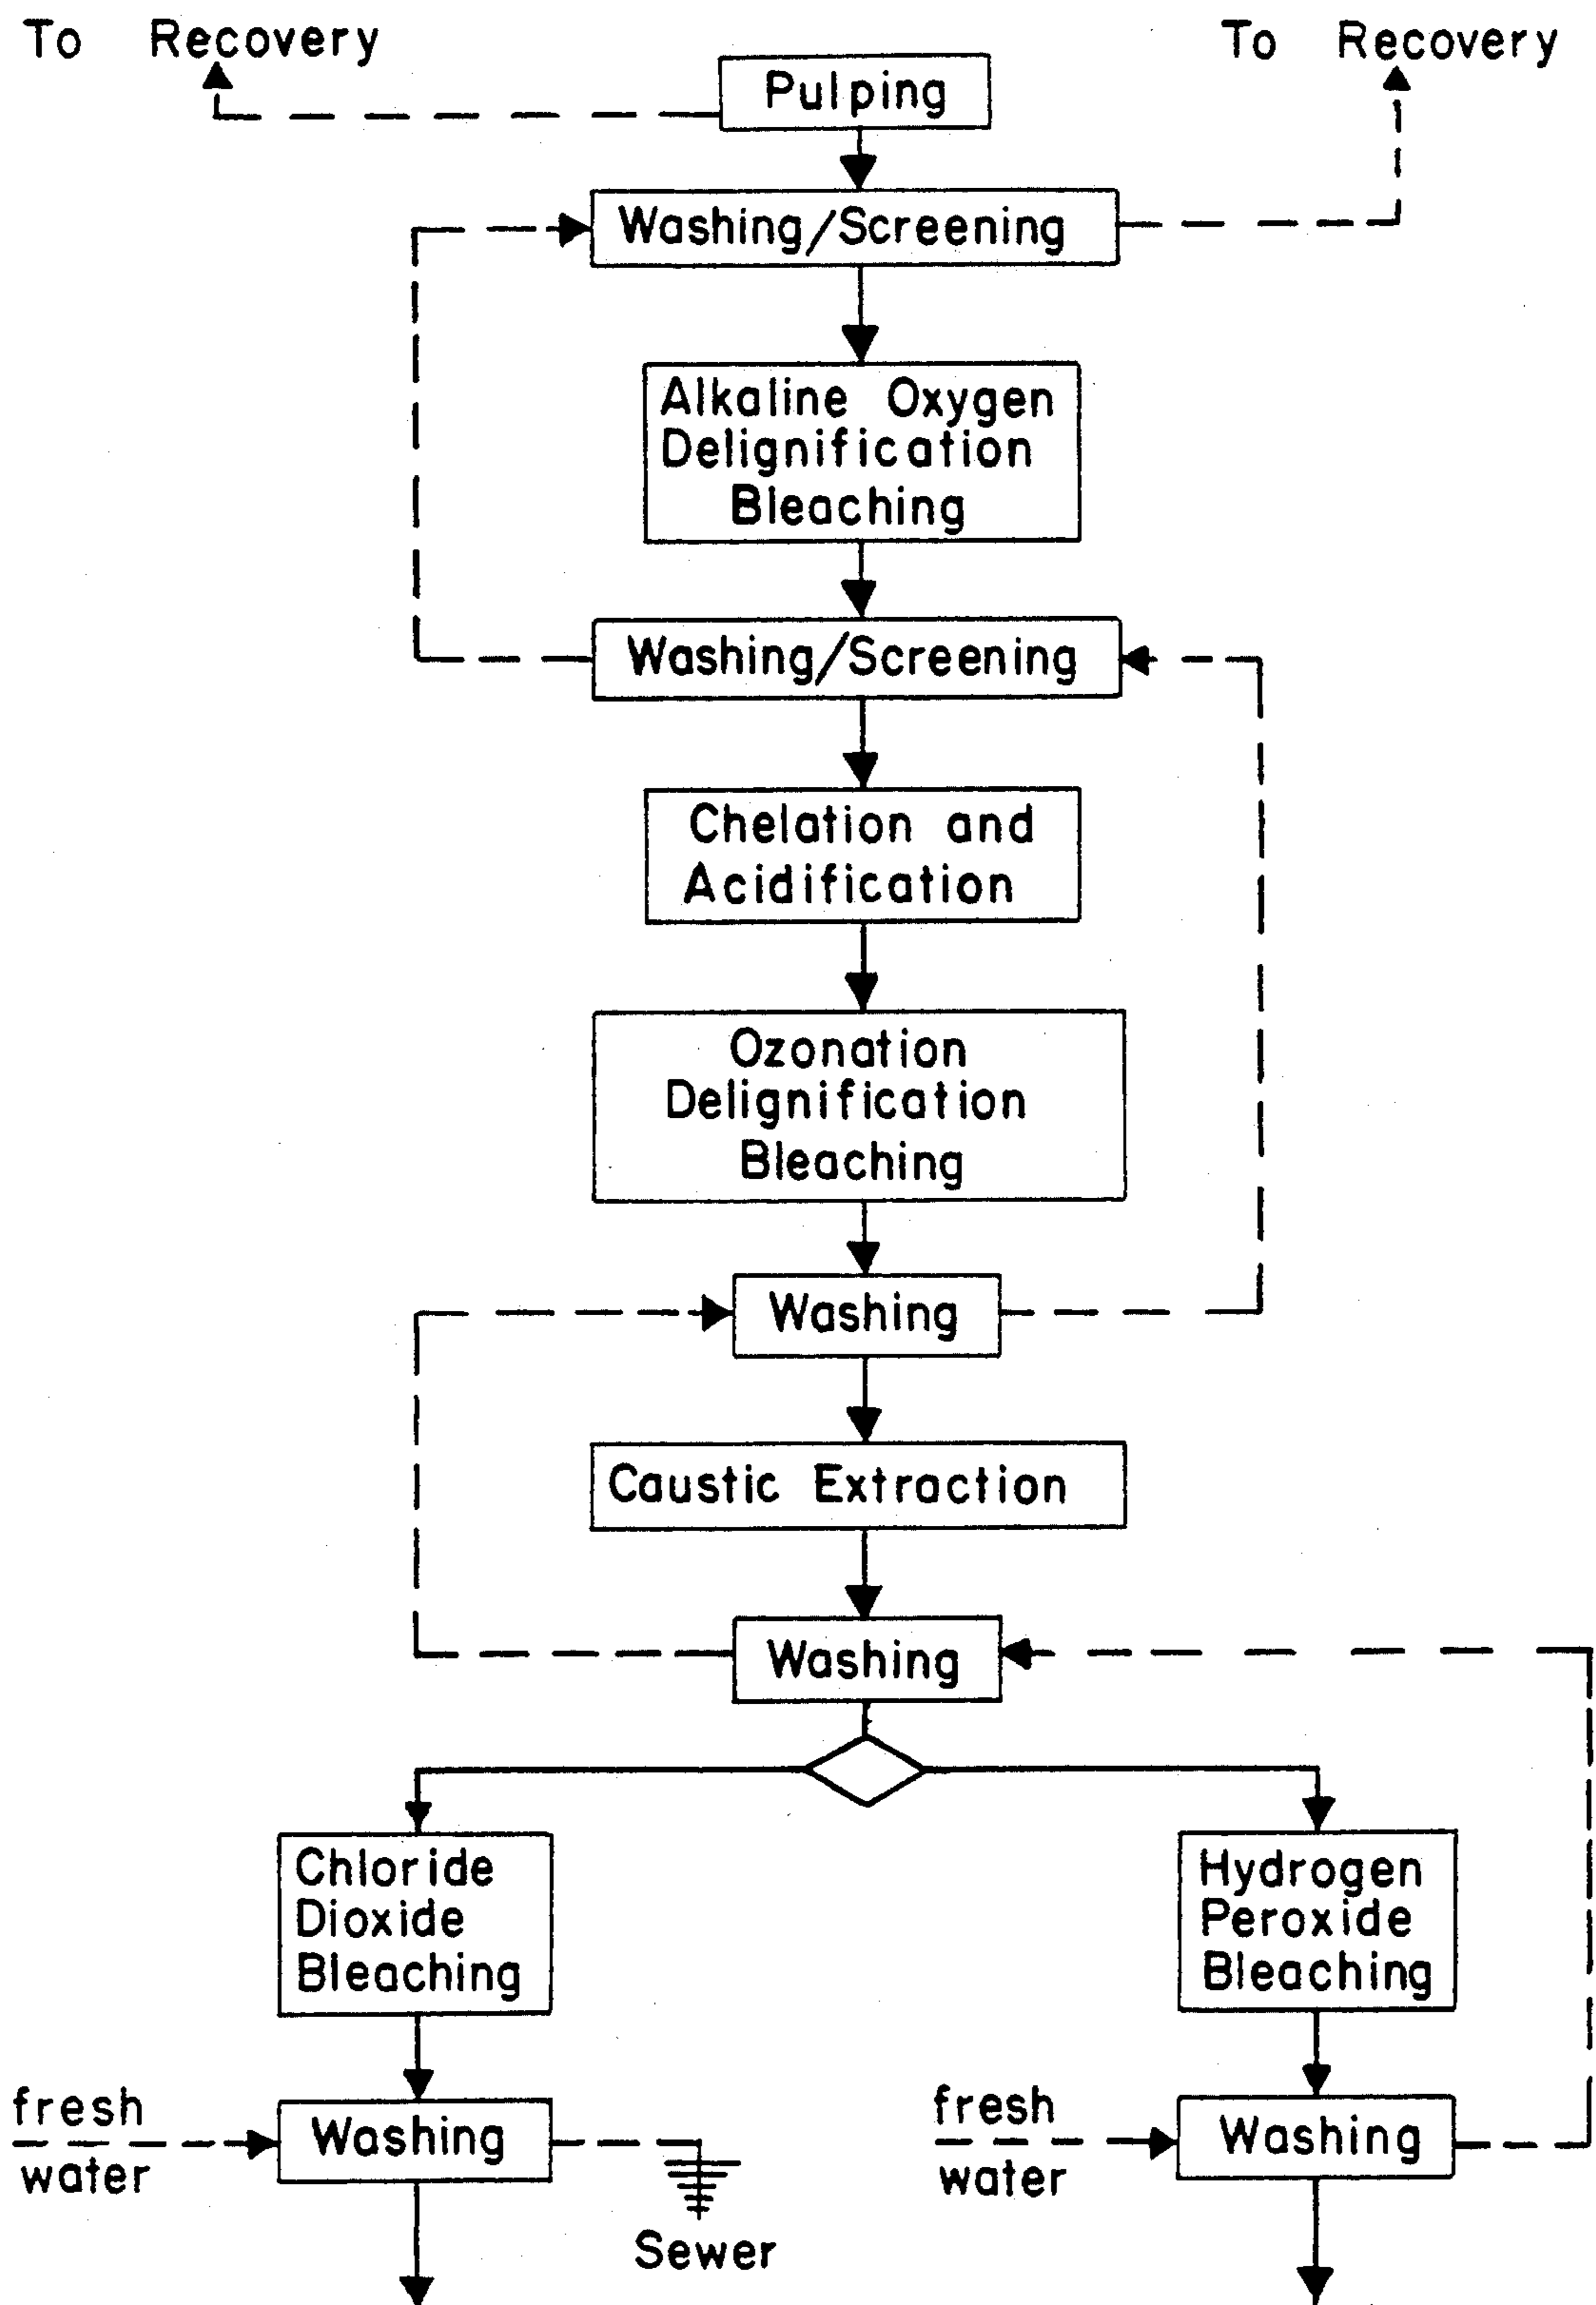 To Recovery
To Recovery
Pulping
Washing/Screening
Alkaline Oxygen
Delignification
Bleaching
Washing/Screening
Chelation and
Acidification
Ozonation
Delignification
Bleaching
Washing
Caustic Extraction
Washing
Chloride
Dioxide
Bleaching
Hydrogen
Peroxide
Bleaching
fresh
water
Washing
Sewer
fresh
water
Washing